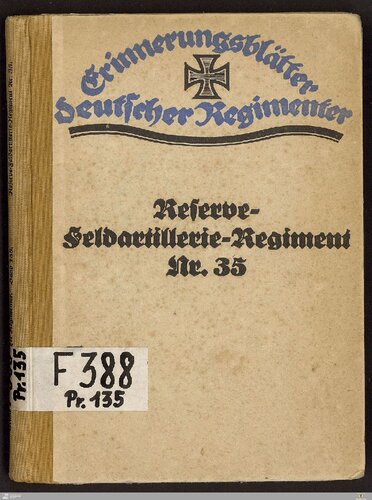 Erinnerungsblätter
deutscher Regimenter
Reserve-
Feldartillerie-Regiment
Nr. 35
F 388
Pr. 135
Pr. 135